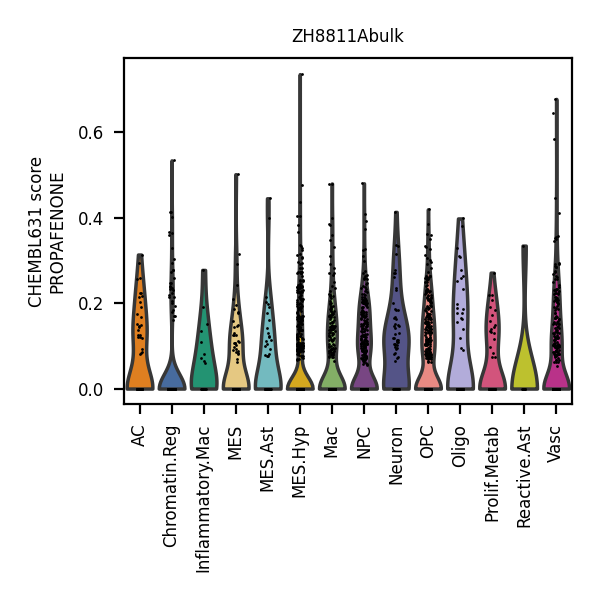 ZH8811Abulk
CHEMBL631 score
PROPAFENONE
0.6
0.4
0.2
0.0
AC
Chromatin.Reg
Inflammatory.Mac
MES
MES.Ast
MES.Hyp
Mac
NPC
Neuron
OPC
Oligo
Prolif.Metab
Reactive.Ast
Vasc